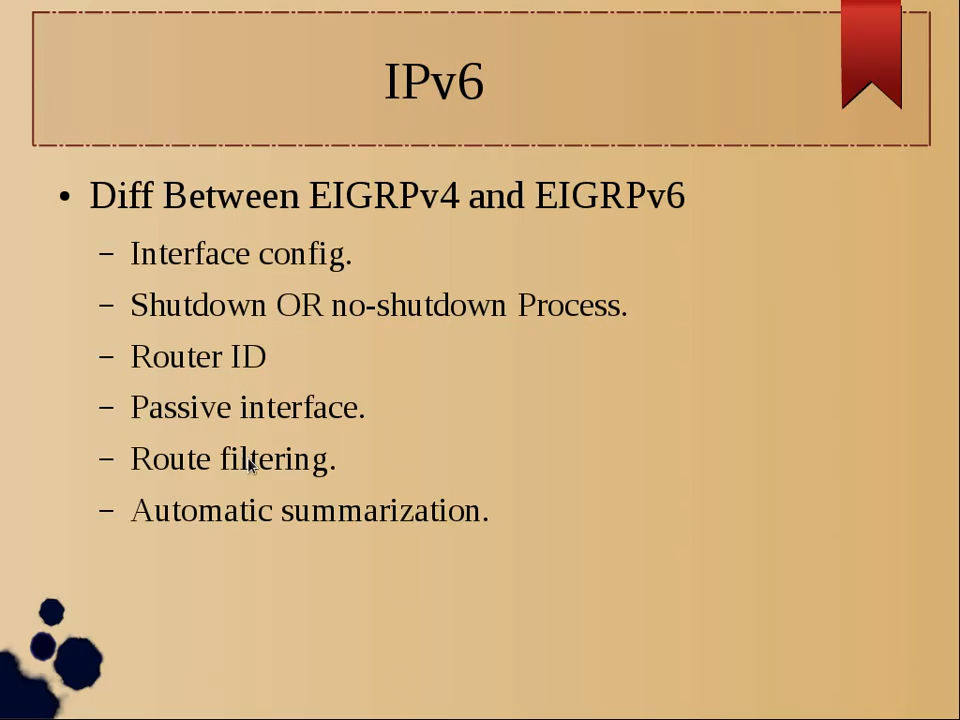 IPv6
• Diff Between EIGRPv4 and EIGRPv6
– Interface config.
– Shutdown OR no-shutdown Process.
– Router ID
– Passive interface.
– Route filtering.
– Automatic summarization.